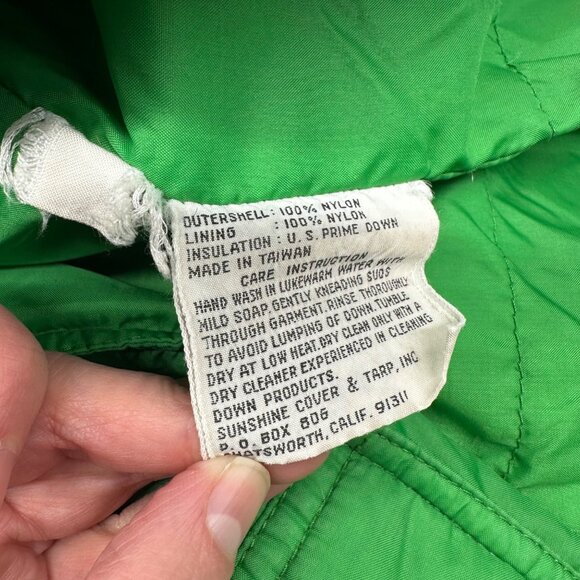 OUTERSHELL: 100% NYLON
LINING : 100% NYLON
INSULATION : U.S. PRIME DOWN
MADE IN TAIWAN
CARE INSTRUCTION
HAND WASH IN LUKEWARM WATER WITH
MILD SOAP, GENTLY KNEADING SUDS
THROUGH GARMENT. RINSE THOROUGHLY
TO AVOID LUMPING OF DOWN. TUMBLE
DRY AT LOW HEAT. DRY CLEAN ONLY WITH A
DRY CLEANER EXPERIENCED IN CLEANING
DOWN PRODUCTS.
SUNSHINE COVER & TARP, INC
P.O. BOX 806
CHATSWORTH, CALIF. 91311